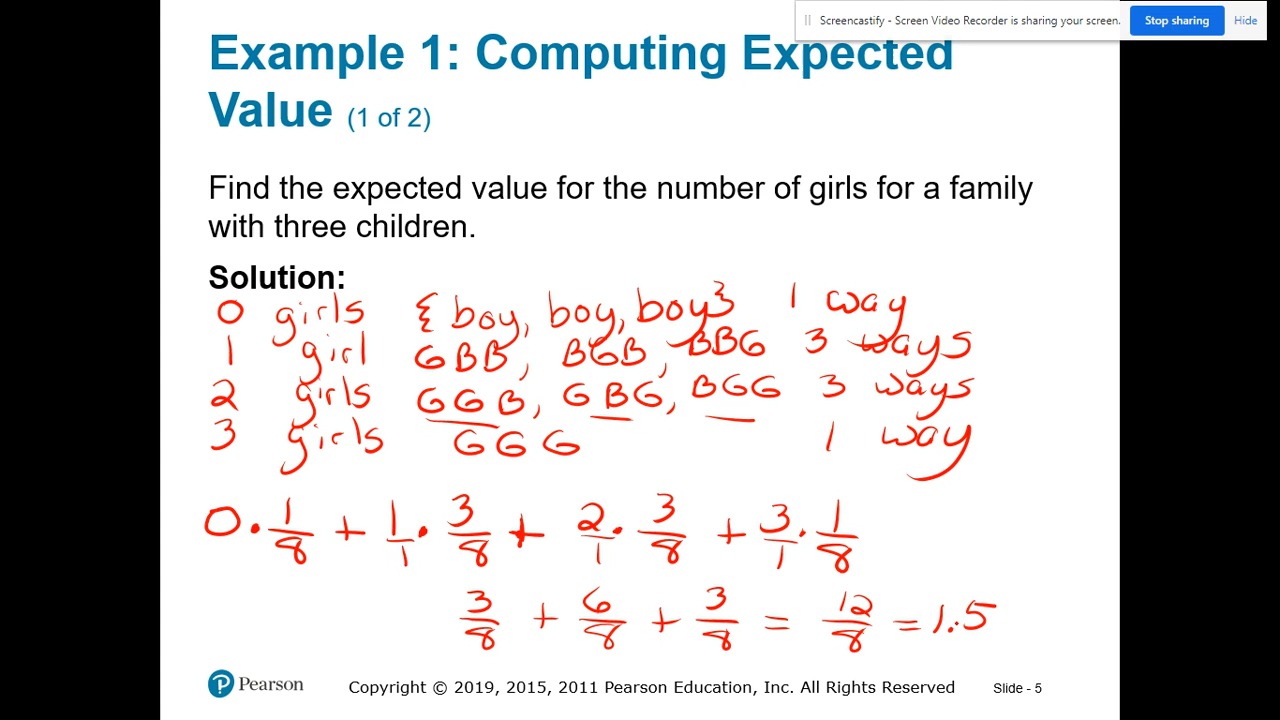 Screencastify - Screen Video Recorder is sharing your screen. Stop sharing Hide
Example 1: Computing Expected
Value (1 of 2)
Find the expected value for the number of girls for a family
with three children.
Solution:
0 girls { boy, boy, boy } 1 way
1 girl GBB, BGB, BBG 3 ways
2 girls GGB, GBG, BGG 3 ways
3 girls GGG 1 way
0 · 1/8 + 1/1 · 3/8 + 2/1 · 3/8 + 3/1 · 1/8
3/8 + 6/8 + 3/8 = 12/8 = 1.5
Pearson Copyright © 2019, 2015, 2011 Pearson Education, Inc. All Rights Reserved Slide - 5